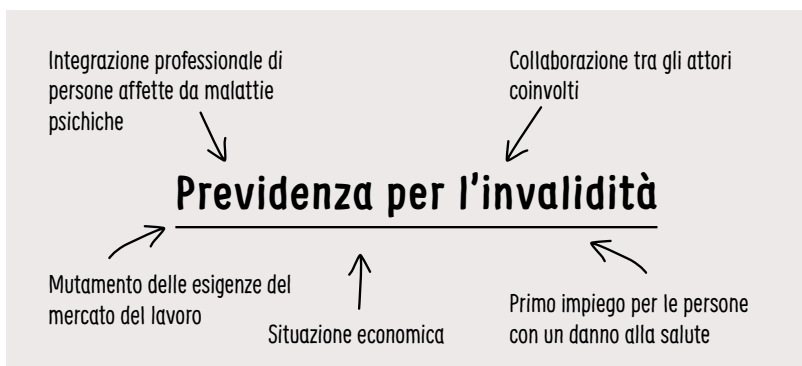 Integrazione professionale di
persone affette da malattie
psichiche
Collaborazione tra gli attori
coinvolti
Previdenza per l'invalidità
Mutamento delle esigenze del
mercato del lavoro
Situazione economica
Primo impiego per le persone
con un danno alla salute